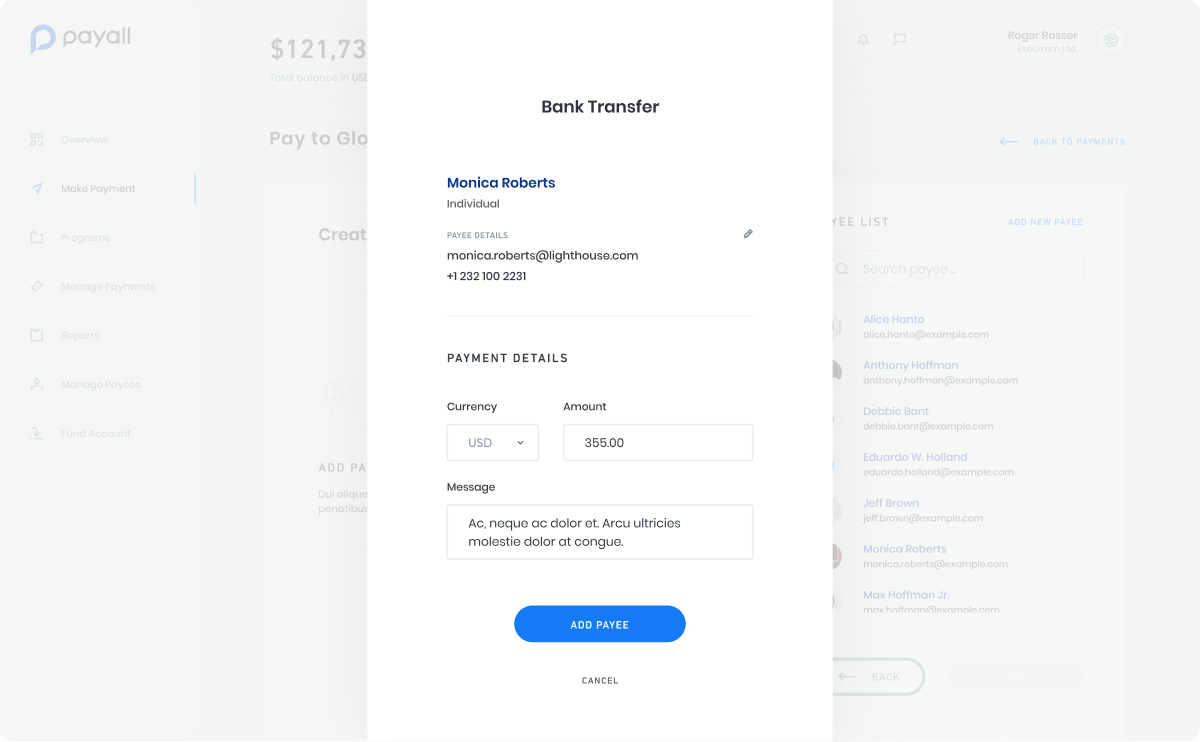 payall
Overview
Make Payment
Programs
Manage Payments
Reports
Manage Payees
Fund Account
$121,73
Total balance in USD
Roger Rosser
Exocimm Ltd.
Pay to Glo
BACK TO PAYMENTS
Creat
ADD PA
Dui alique
penatibus
Bank Transfer
Monica Roberts
Individual
PAYEE DETAILS
monica.roberts@lighthouse.com
+1 232 100 2231
PAYMENT DETAILS
Currency Amount
USD 355.00
Message
Ac, neque ac dolor et. Arcu ultricies
molestie dolor at congue.
ADD PAYEE
CANCEL
YEE LIST
ADD NEW PAYEE
Search payee ...
Alice Hanto
alice.hanto@example.com
Anthony Hoffman
anthony.hoffman@example.com
Debbie Bant
debbie.bant@example.com
Eduardo W. Holland
eduardo.holland@example.com
Jeff Brown
jeff.brown@example.com
Monica Roberts
monica.roberts@example.com
Max Hoffman Jr.
max.hoffman@example.com
BACK